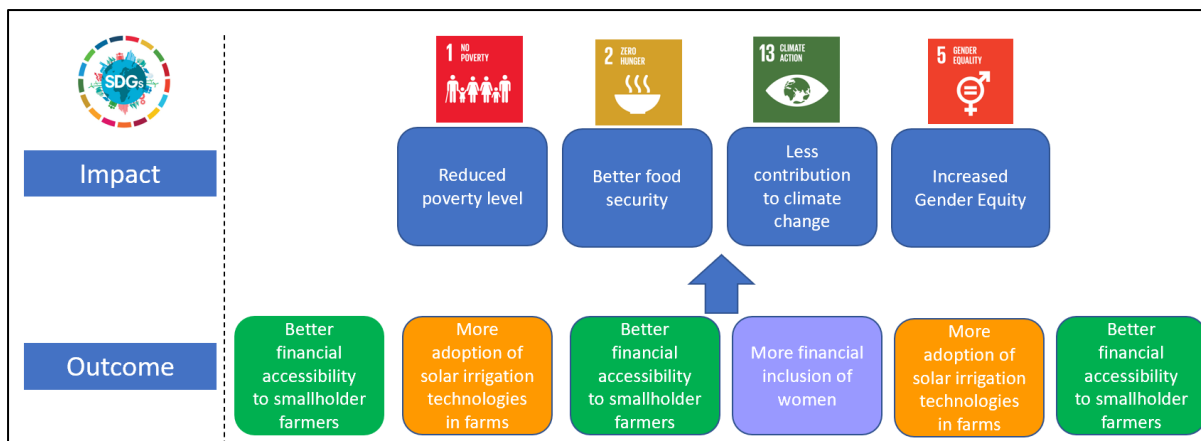 SDGs
1 NO
POVERTY
2 ZERO
HUNGER
13 CLIMATE
ACTION
5 GENDER
EQUALITY
Impact
Reduced
poverty level
Better food
security
Less
contribution
to climate
change
Increased
Gender Equity
Outcome
Better
financial
accessibility
to smallholder
farmers
More
adoption of
solar irrigation
technologies
in farms
Better
financial
accessibility
to smallholder
farmers
More financial
inclusion of
women
More
adoption of
solar irrigation
technologies
in farms
Better
financial
accessibility
to smallholder
farmers